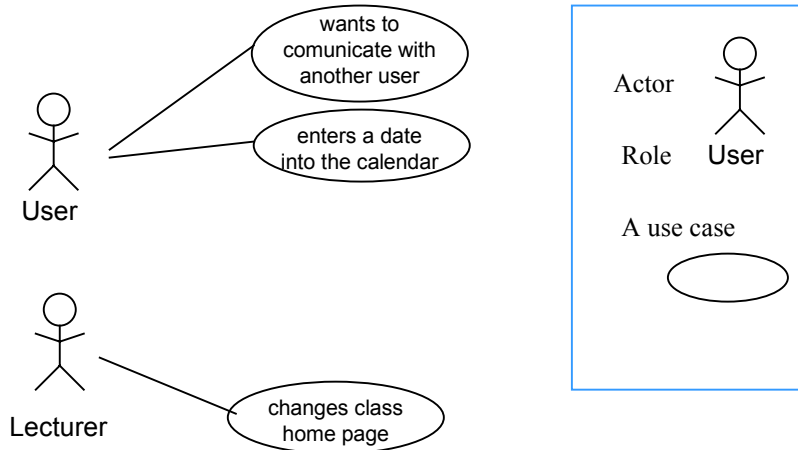 wants to
comunicate with
another user
enters a date
into the calendar
User
changes class
home page
Lecturer
Actor
Role User
A use case